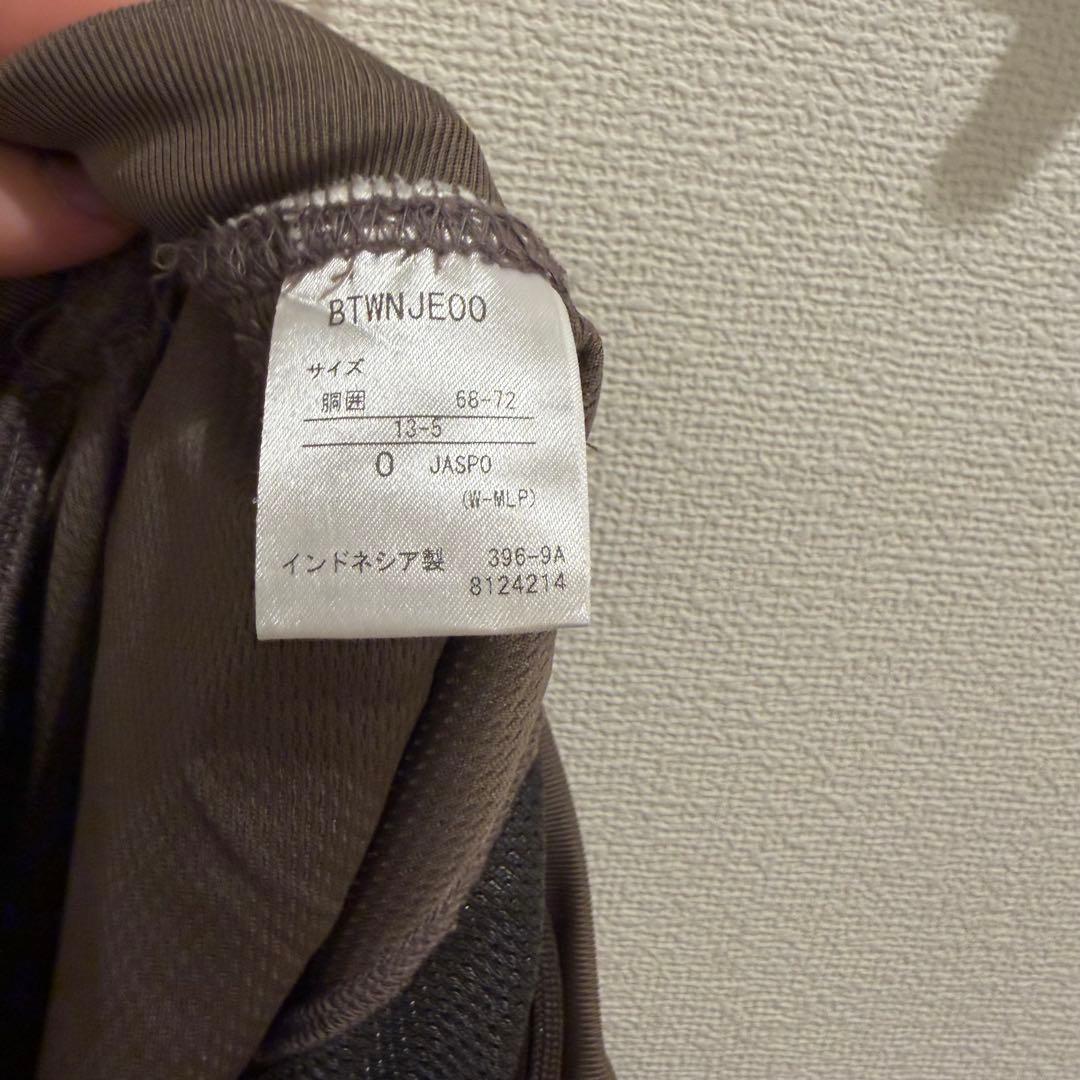 BTWNJE00
サイズ
胴囲 68-72
13-5
O JASPO
(W-MLP)
インドネシア製 396-9A
8124214